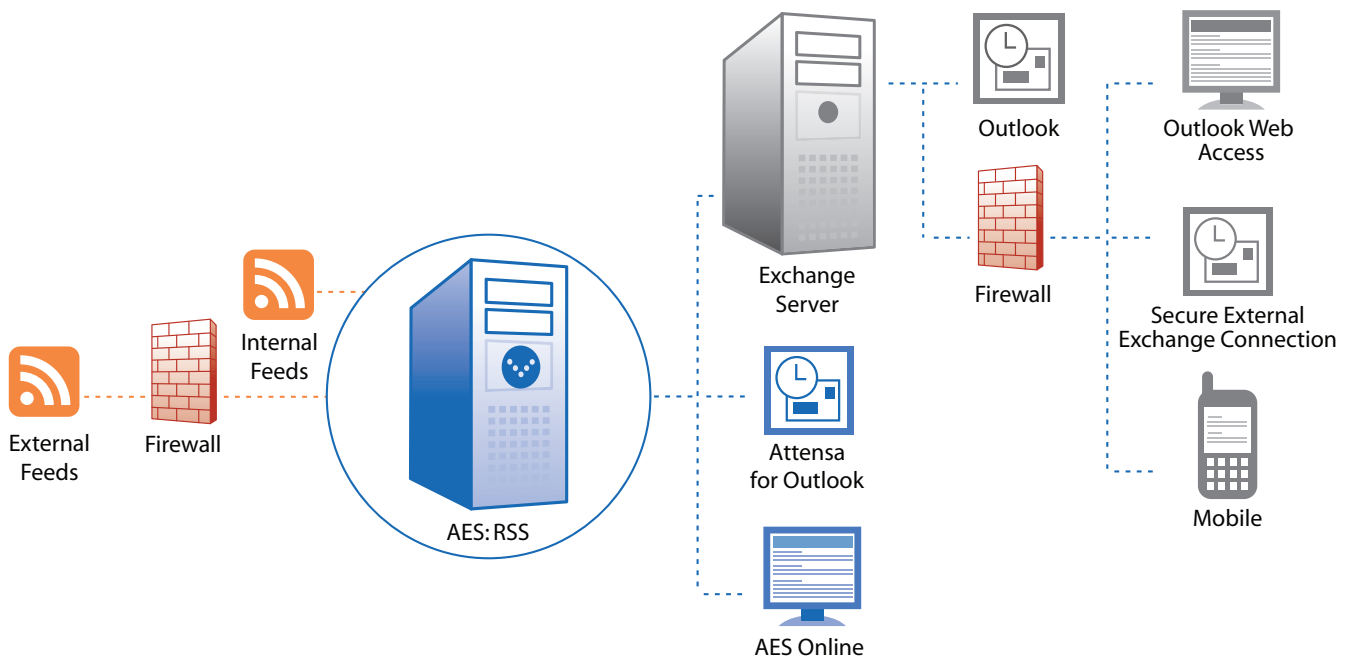 External
Feeds
Firewall
Internal
Feeds
AES: RSS
Exchange
Server
Attensa
for Outlook
AES Online
Outlook
Firewall
Outlook Web
Access
Secure External
Exchange Connection
Mobile